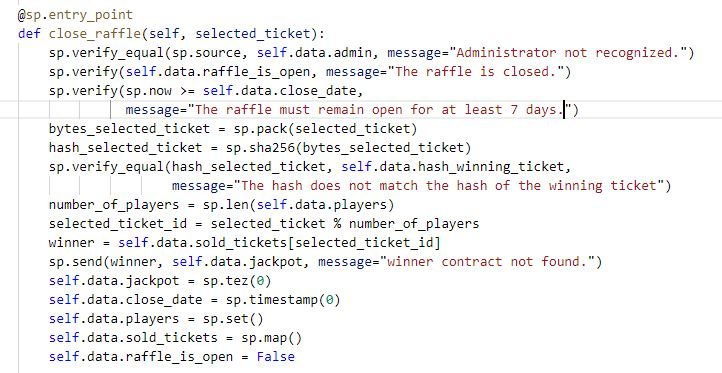 @sp.entry_point
def close_raffle(self, selected_ticket):
    sp.verify_equal(sp.source, self.data.admin, message="Administrator not recognized.")
    sp.verify(self.data.raffle_is_open, message="The raffle is closed.")
    sp.verify(sp.now >= self.data.close_date,
              message="The raffle must remain open for at least 7 days.")
    bytes_selected_ticket = sp.pack(selected_ticket)
    hash_selected_ticket = sp.sha256(bytes_selected_ticket)
    sp.verify_equal(hash_selected_ticket, self.data.hash_winning_ticket,
                    message="The hash does not match the hash of the winning ticket")
    number_of_players = sp.len(self.data.players)
    selected_ticket_id = selected_ticket % number_of_players
    winner = self.data.sold_tickets[selected_ticket_id]
    sp.send(winner, self.data.jackpot, message="winner contract not found.")
    self.data.jackpot = sp.tez(0)
    self.data.close_date = sp.timestamp(0)
    self.data.players = sp.set()
    self.data.sold_tickets = sp.map()
    self.data.raffle_is_open = False